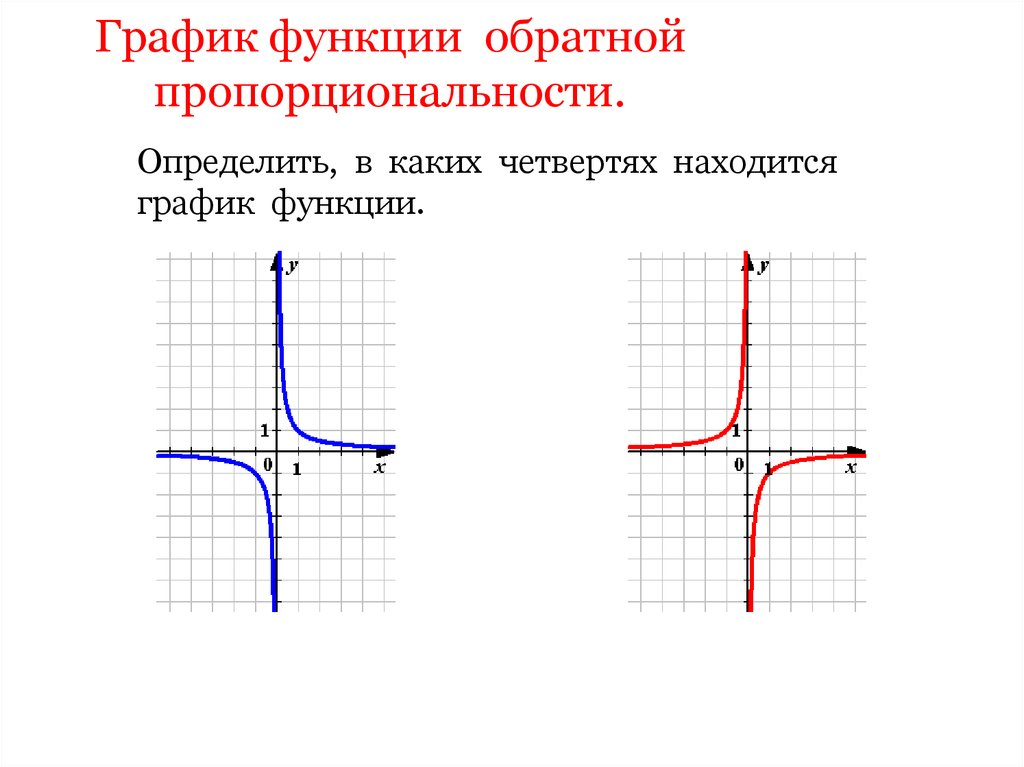 График функции обратной
пропорциональности.
Определить, в каких четвертях находится
график функции.
y
1
0 1 x
y
1
0 1 x